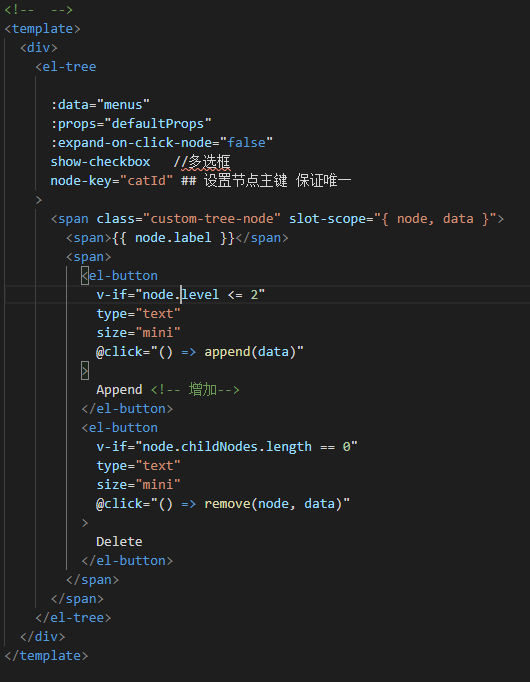 <!--  -->
<template>
  <div>
    <el-tree

      :data="menus"
      :props="defaultProps"
      :expand-on-click-node="false"
      show-checkbox   //多选框
      node-key="catId" ## 设置节点主键 保证唯一
    >
      <span class="custom-tree-node" slot-scope="{ node, data }">
        <span>{{ node.label }}</span>
        <span>
          <el-button
            v-if="node.level <= 2"
            type="text"
            size="mini"
            @click="() => append(data)"
          >
            Append <!-- 增加-->
          </el-button>
          <el-button
            v-if="node.childNodes.length == 0"
            type="text"
            size="mini"
            @click="() => remove(node, data)"
          >
            Delete
          </el-button>
        </span>
      </span>
    </el-tree>
  </div>
</template>